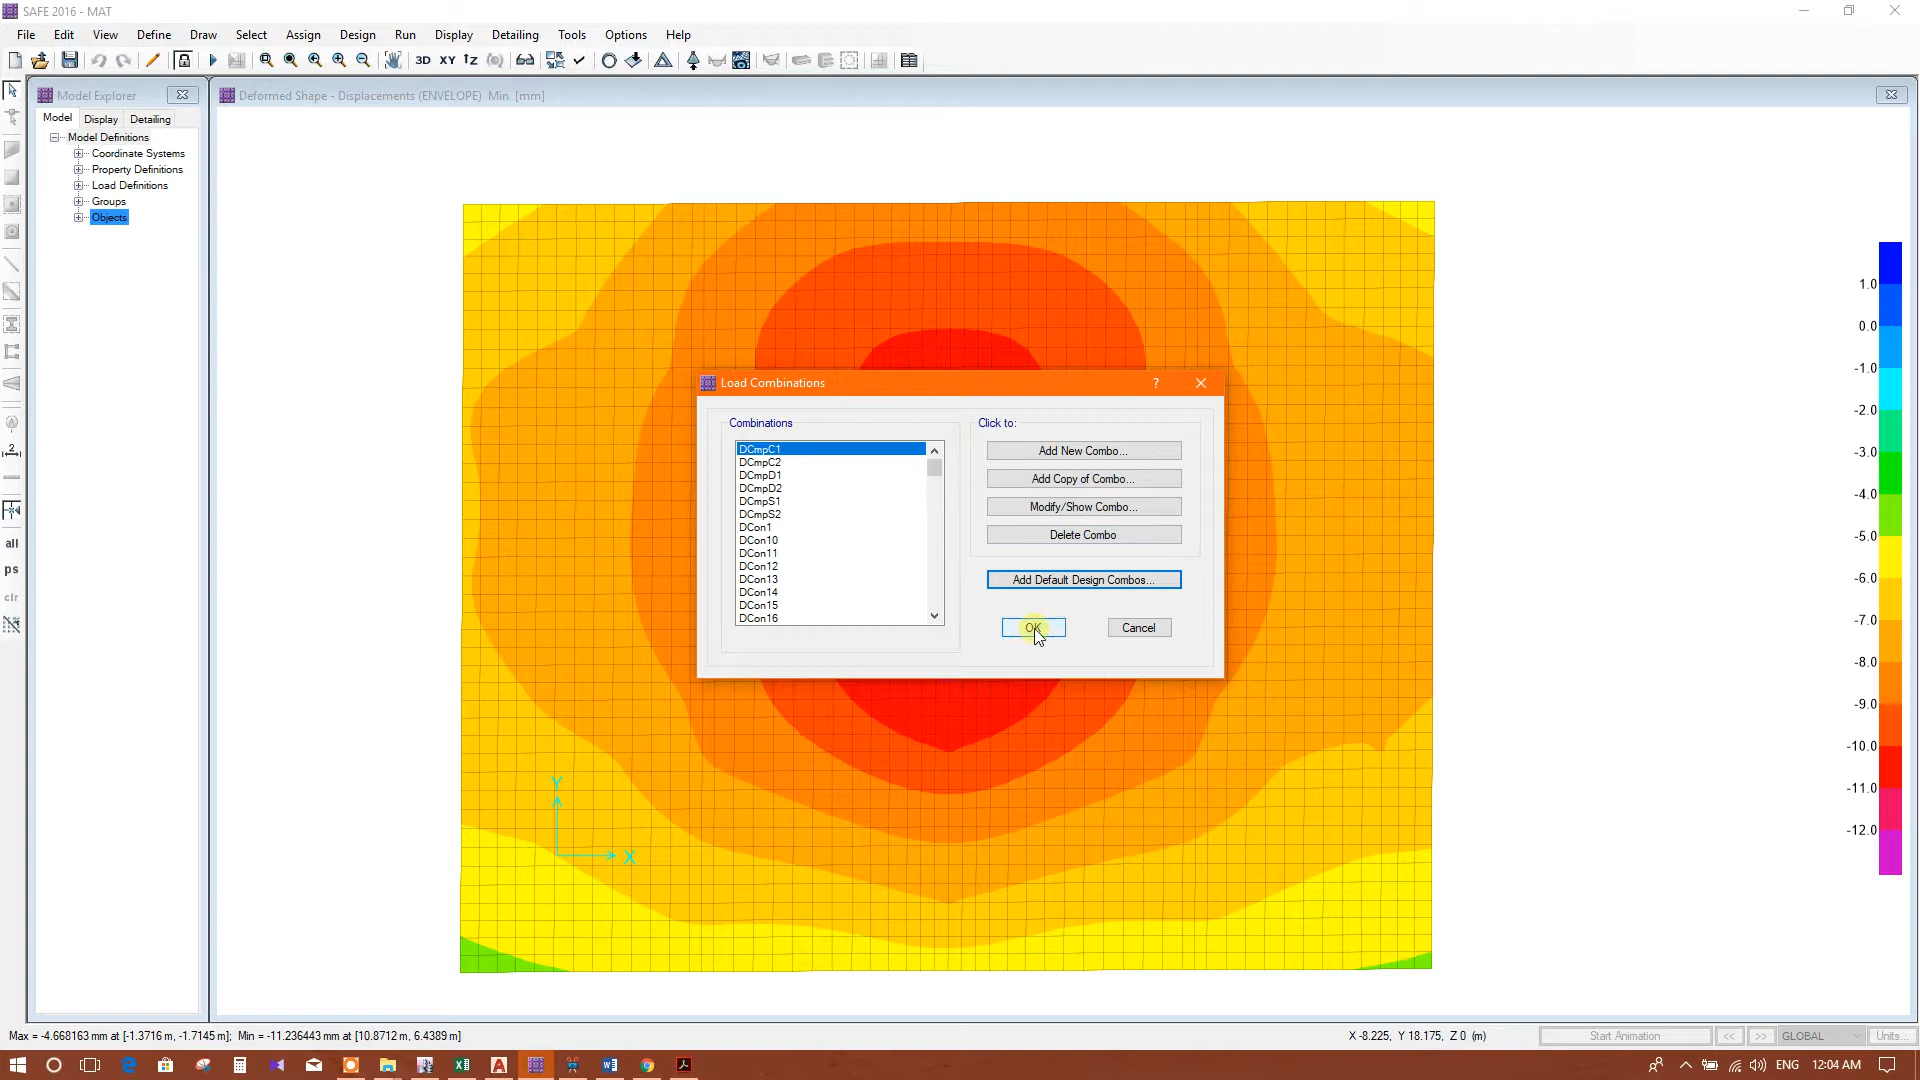 SAFE 2016 - MAT
File Edit View Define Draw Select Assign Design Run Display Detailing Tools Options Help
3D XY
Model Explorer
Deformed Shape - Displacements (ENVELOPE) Min [mm]
Model Display Detailing
Model Definitions
Coordinate Systems
Property Definitions
Load Definitions
Groups
Objects
all
ps
clr
Load Combinations
?
Combinations
DCmpC1
DCmpC2
DCmpD1
DCmpD2
DCmpS1
DCmpS2
DCon1
DCon10
DCon11
DCon12
DCon13
DCon14
DCon15
DCon16
Click to:
Add New Combo...
Add Copy of Combo...
Modify/Show Combo...
Delete Combo
Add Default Design Combos...
OK Cancel
1.0
0.0
-1.0
-2.0
-3.0
-4.0
-5.0
-6.0
-7.0
-8.0
-9.0
-10.0
-11.0
-12.0
Y
X
Max = -4.668163 mm at [-1.3716 m, -1.7145 m]; Min = -11.236443 mm at [10.8712 m, 6.4389 m]
X -8.225, Y 18.175, Z 0 (m)
Start Animation << >> GLOBAL Units...
ENG 12:04 AM